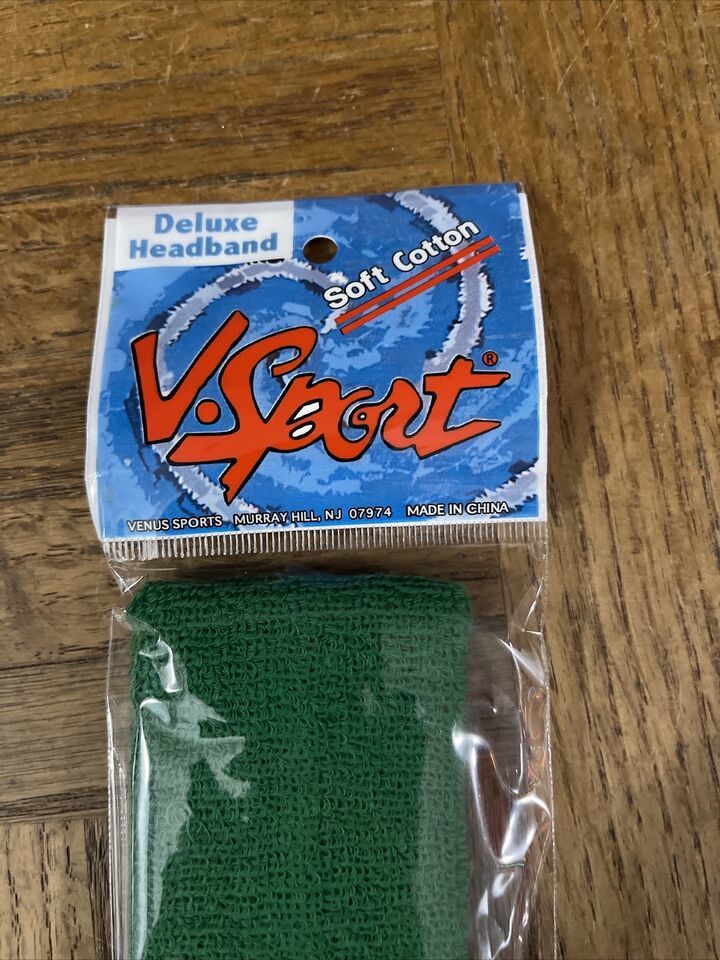 Deluxe
Headband
Soft Cotton
V·Sport®
VENUS SPORTS MURRAY HILL, NJ 07974 MADE IN CHINA